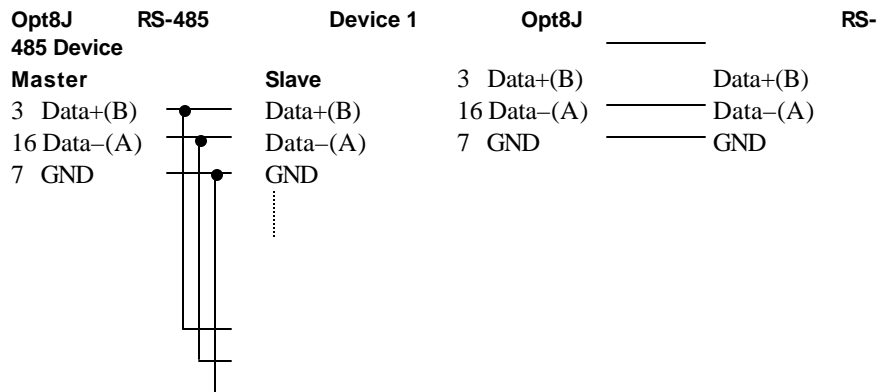 Opt8J RS-485 Device 1 Opt8J RS-
485 Device
Master Slave
3 Data+(B) Data+(B)
16 Data–(A) Data–(A)
7 GND GND
3 Data+(B) Data+(B)
16 Data–(A) Data–(A)
7 GND GND